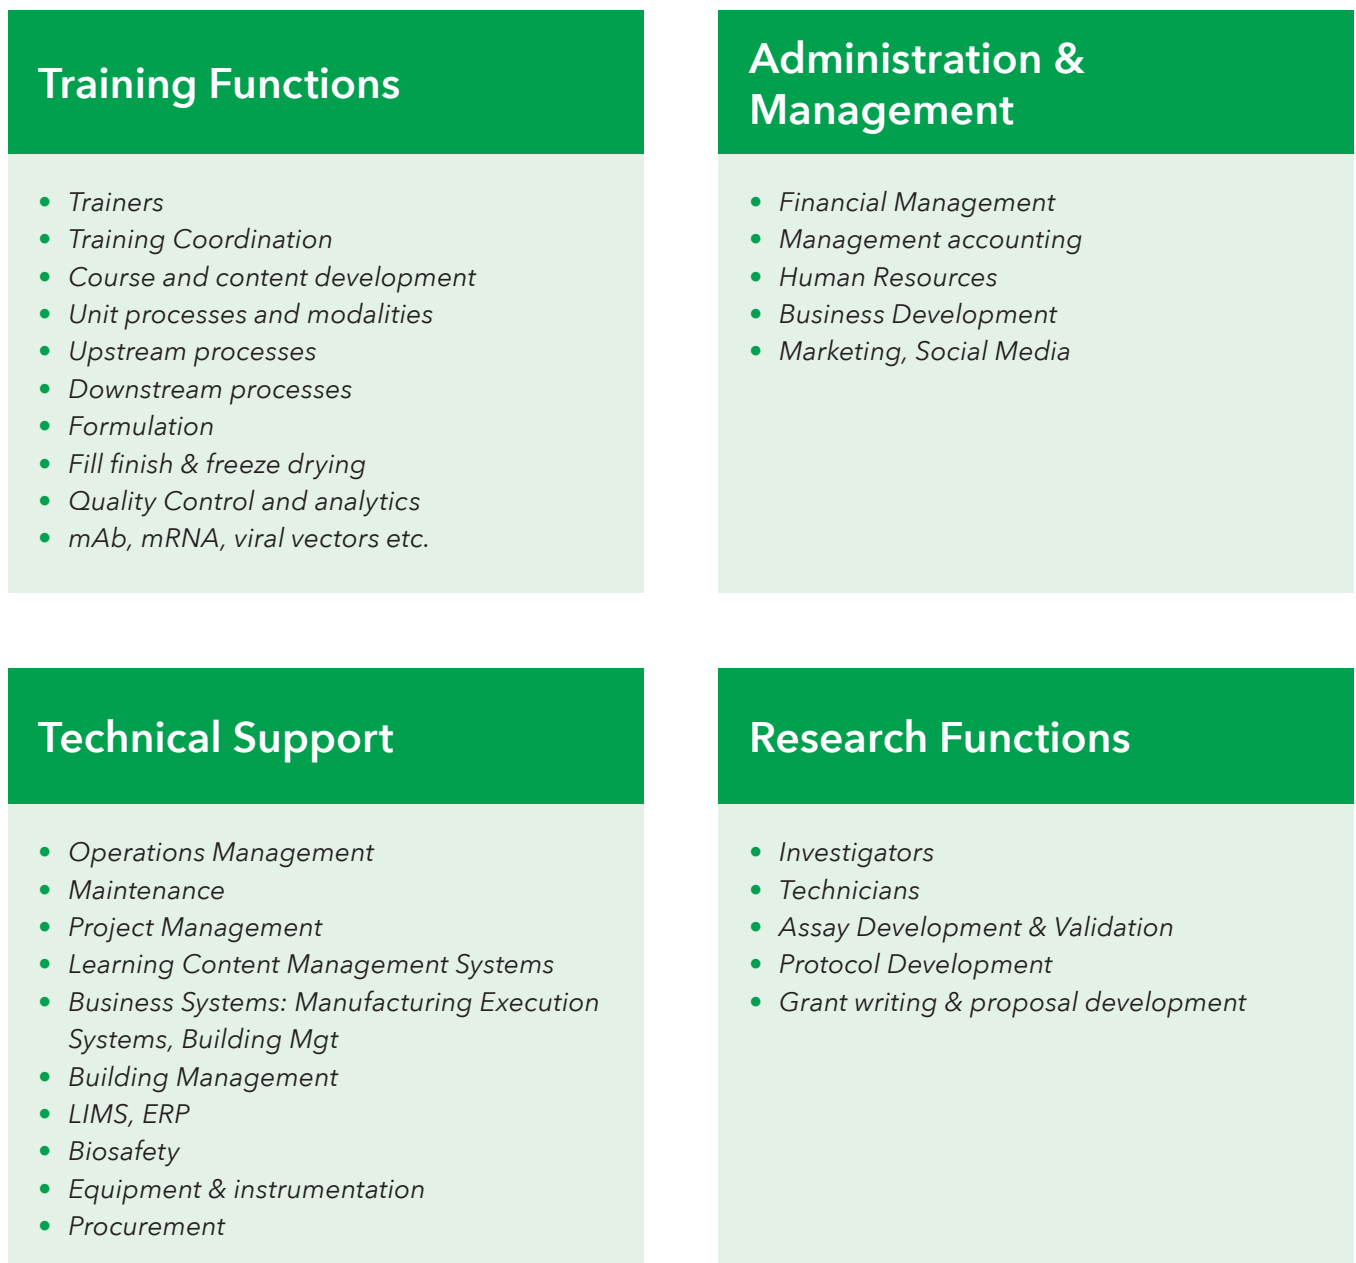 Training Functions
• Trainers
• Training Coordination
• Course and content development
• Unit processes and modalities
• Upstream processes
• Downstream processes
• Formulation
• Fill finish & freeze drying
• Quality Control and analytics
• mAb, mRNA, viral vectors etc.
Administration &
Management
• Financial Management
• Management accounting
• Human Resources
• Business Development
• Marketing, Social Media
Technical Support
• Operations Management
• Maintenance
• Project Management
• Learning Content Management Systems
• Business Systems: Manufacturing Execution
Systems, Building Mgt
• Building Management
• LIMS, ERP
• Biosafety
• Equipment & instrumentation
• Procurement
Research Functions
• Investigators
• Technicians
• Assay Development & Validation
• Protocol Development
• Grant writing & proposal development